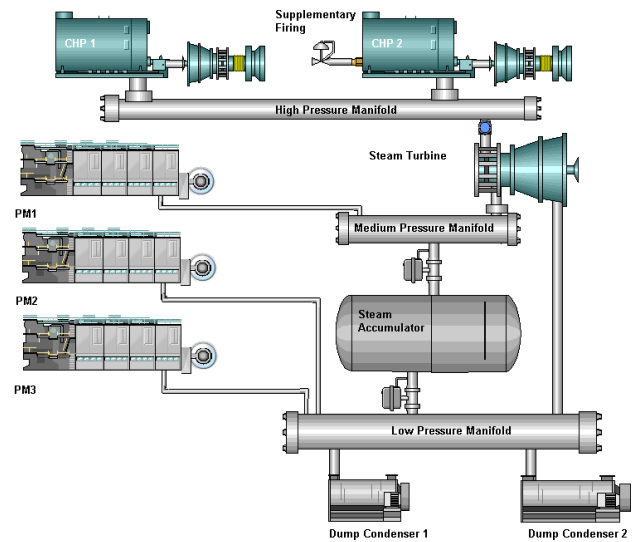 Supplementary
Firing
CHP 1
CHP 2
High Pressure Manifold
Steam Turbine
PM1
Medium Pressure Manifold
PM2
Steam
Accumulator
PM3
Low Pressure Manifold
Dump Condenser 1
Dump Condenser 2